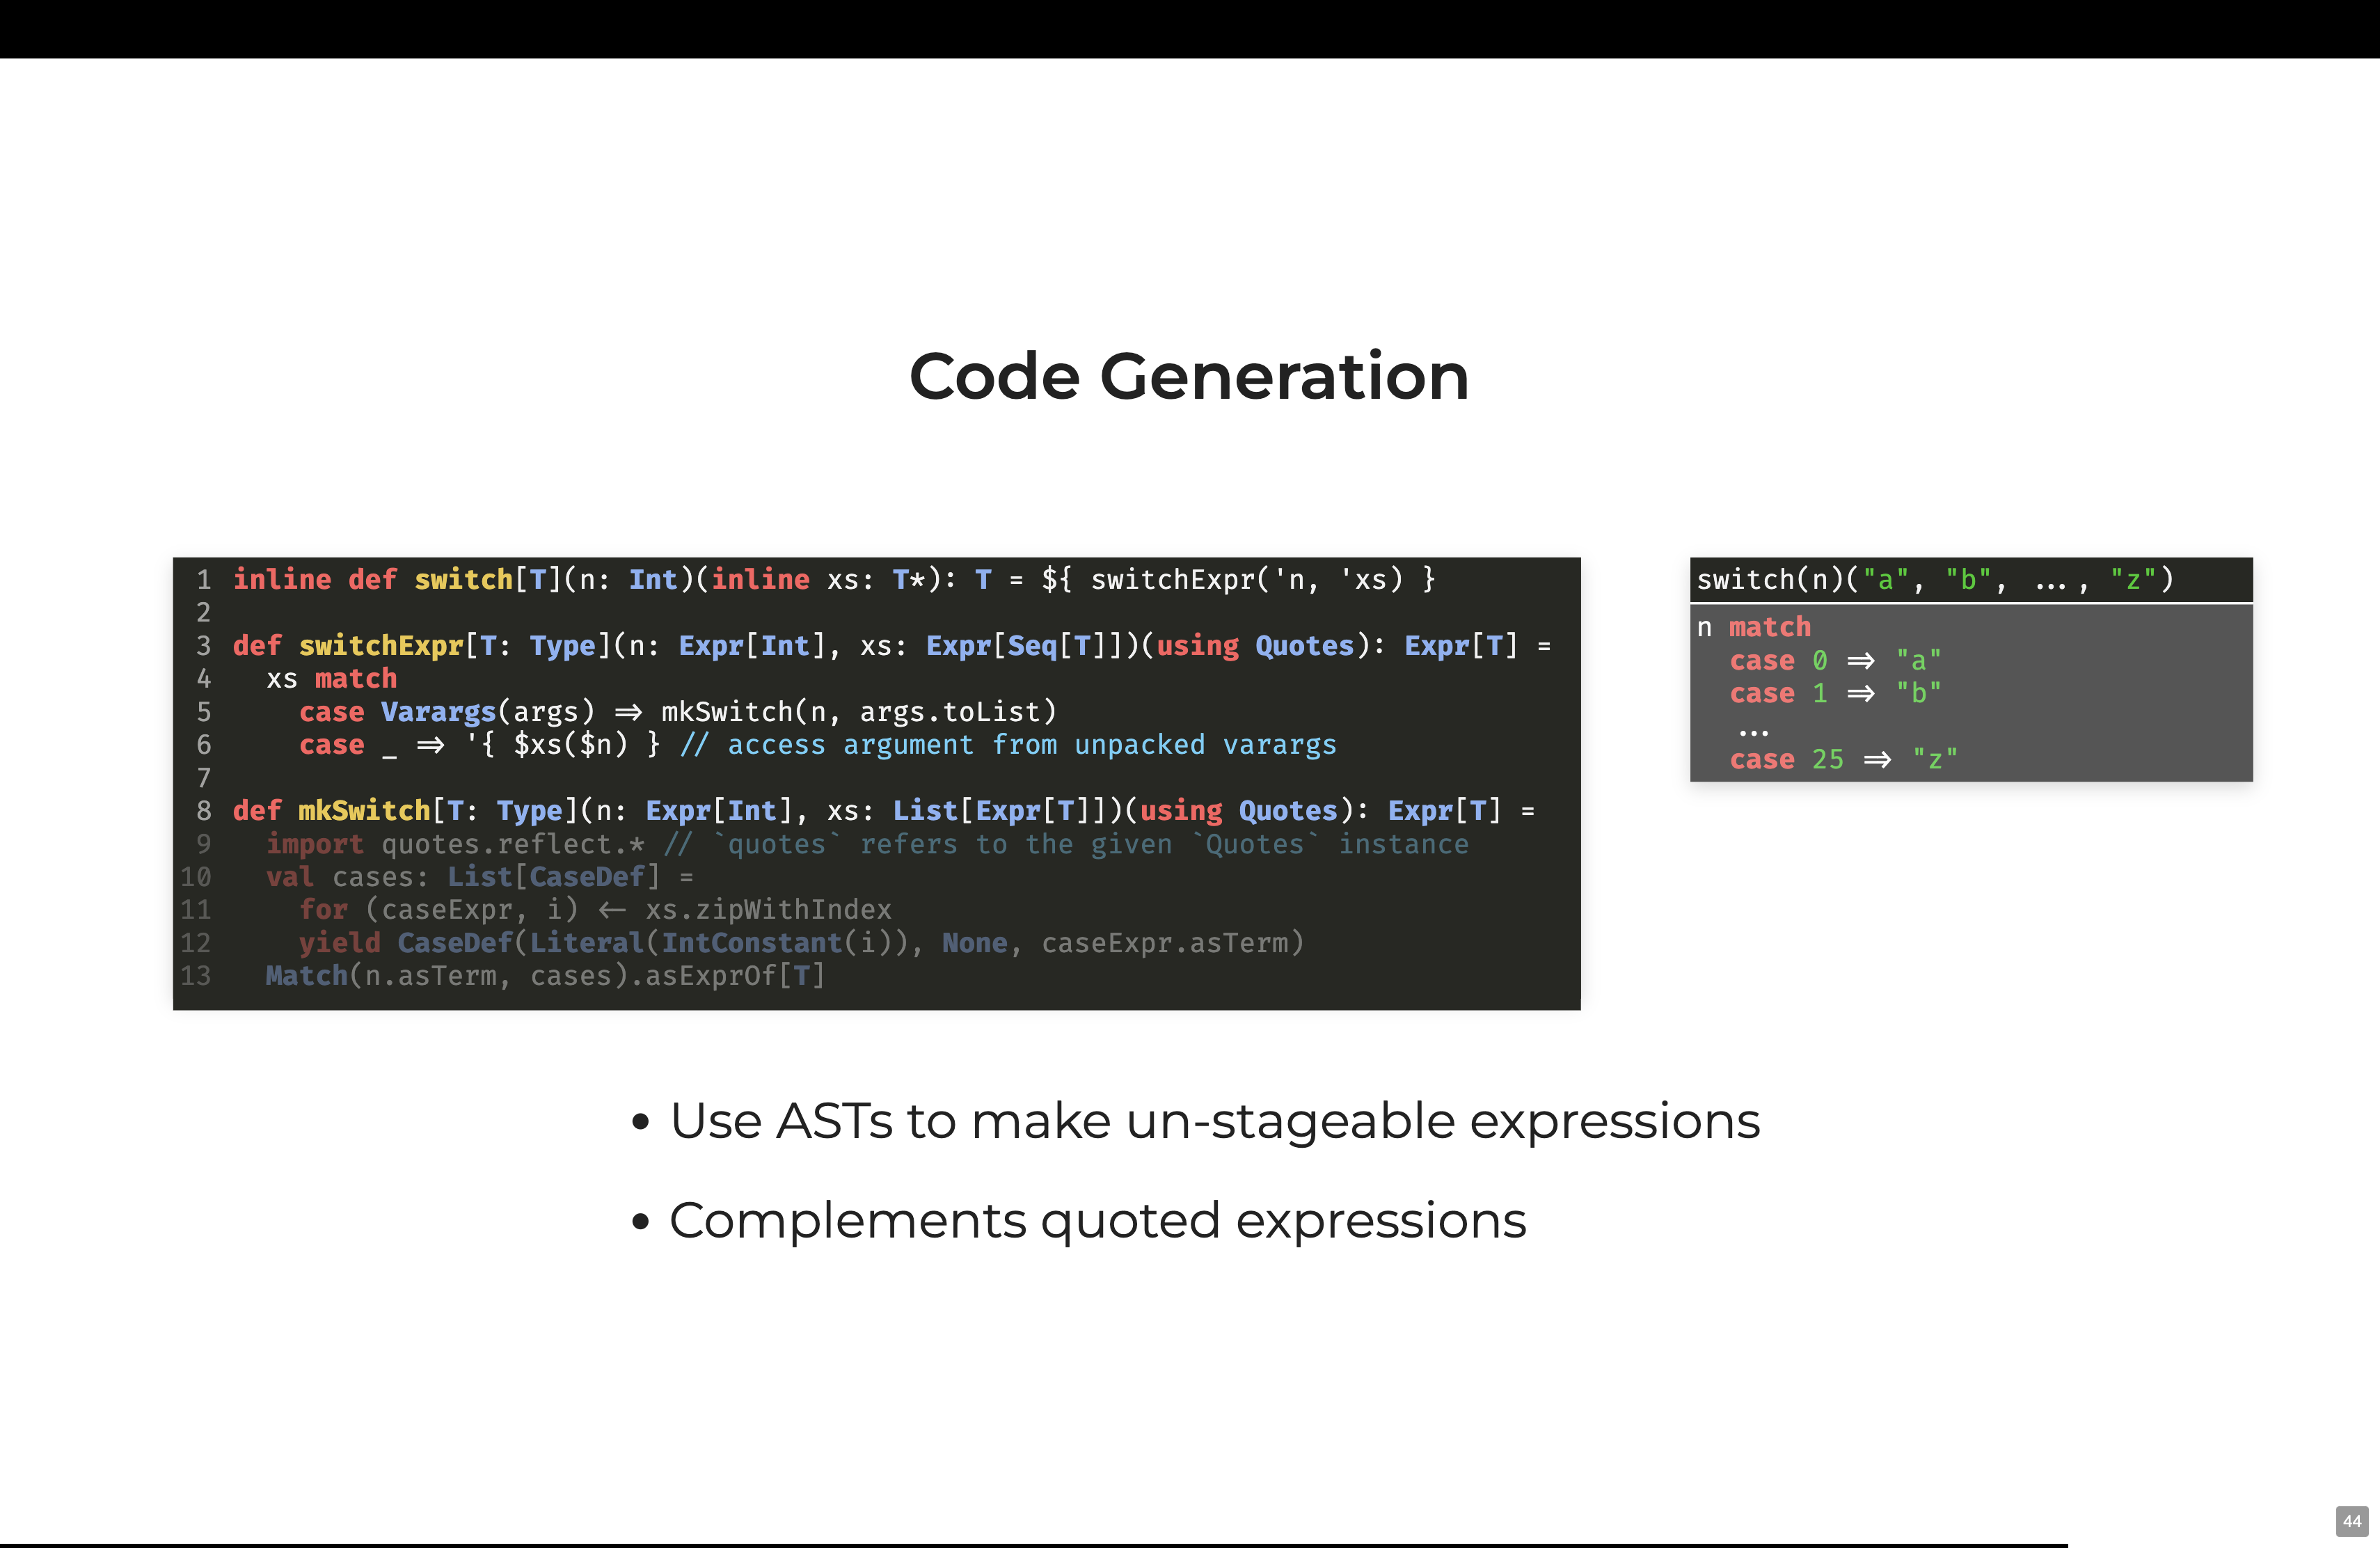 Code Generation
1 inline def switch[T](n: Int)(inline xs: T*): T = ${ switchExpr('n, 'xs) }
2
3 def switchExpr[T: Type](n: Expr[Int], xs: Expr[Seq[T]])(using Quotes): Expr[T] =
4   xs match
5     case Varargs(args) ⇒ mkSwitch(n, args.toList)
6     case _ ⇒ '{ $xs($n) } // access argument from unpacked varargs
7
8 def mkSwitch[T: Type](n: Expr[Int], xs: List[Expr[T]])(using Quotes): Expr[T] =
9   import quotes.reflect.* // `quotes` refers to the given `Quotes` instance
10   val cases: List[CaseDef] =
11     for (caseExpr, i) ← xs.zipWithIndex
12     yield CaseDef(Literal(IntConstant(i)), None, caseExpr.asTerm)
13   Match(n.asTerm, cases).asExprOf[T]
switch(n)("a", "b", ..., "z")
n match
  case 0 ⇒ "a"
  case 1 ⇒ "b"
  ...
  case 25 ⇒ "z"
• Use ASTs to make un-stageable expressions
• Complements quoted expressions
44